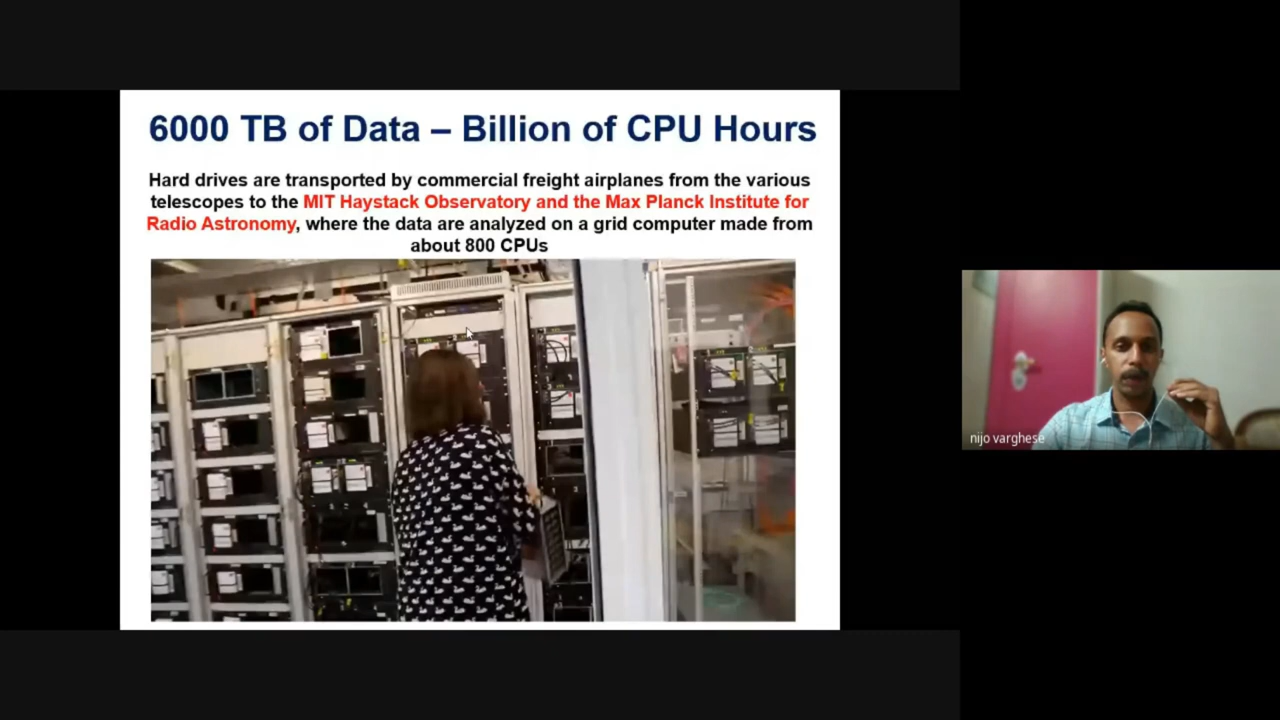 6000 TB of Data – Billion of CPU Hours
Hard drives are transported by commercial freight airplanes from the various
telescopes to the MIT Haystack Observatory and the Max Planck Institute for
Radio Astronomy, where the data are analyzed on a grid computer made from
about 800 CPUs
nijo varghese